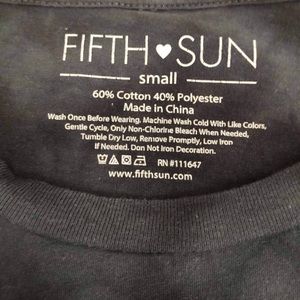 FIFTH♥SUN
small
60% Cotton 40% Polyester
Made in China
Wash Once Before Wearing. Machine Wash Cold With Like Colors,
Gentle Cycle, Only Non-Chlorine Bleach When Needed,
Tumble Dry Low, Remove Promptly, Low Iron
If Needed. Don Not Iron Decoration.
RN #111647
www.fifthsun.com